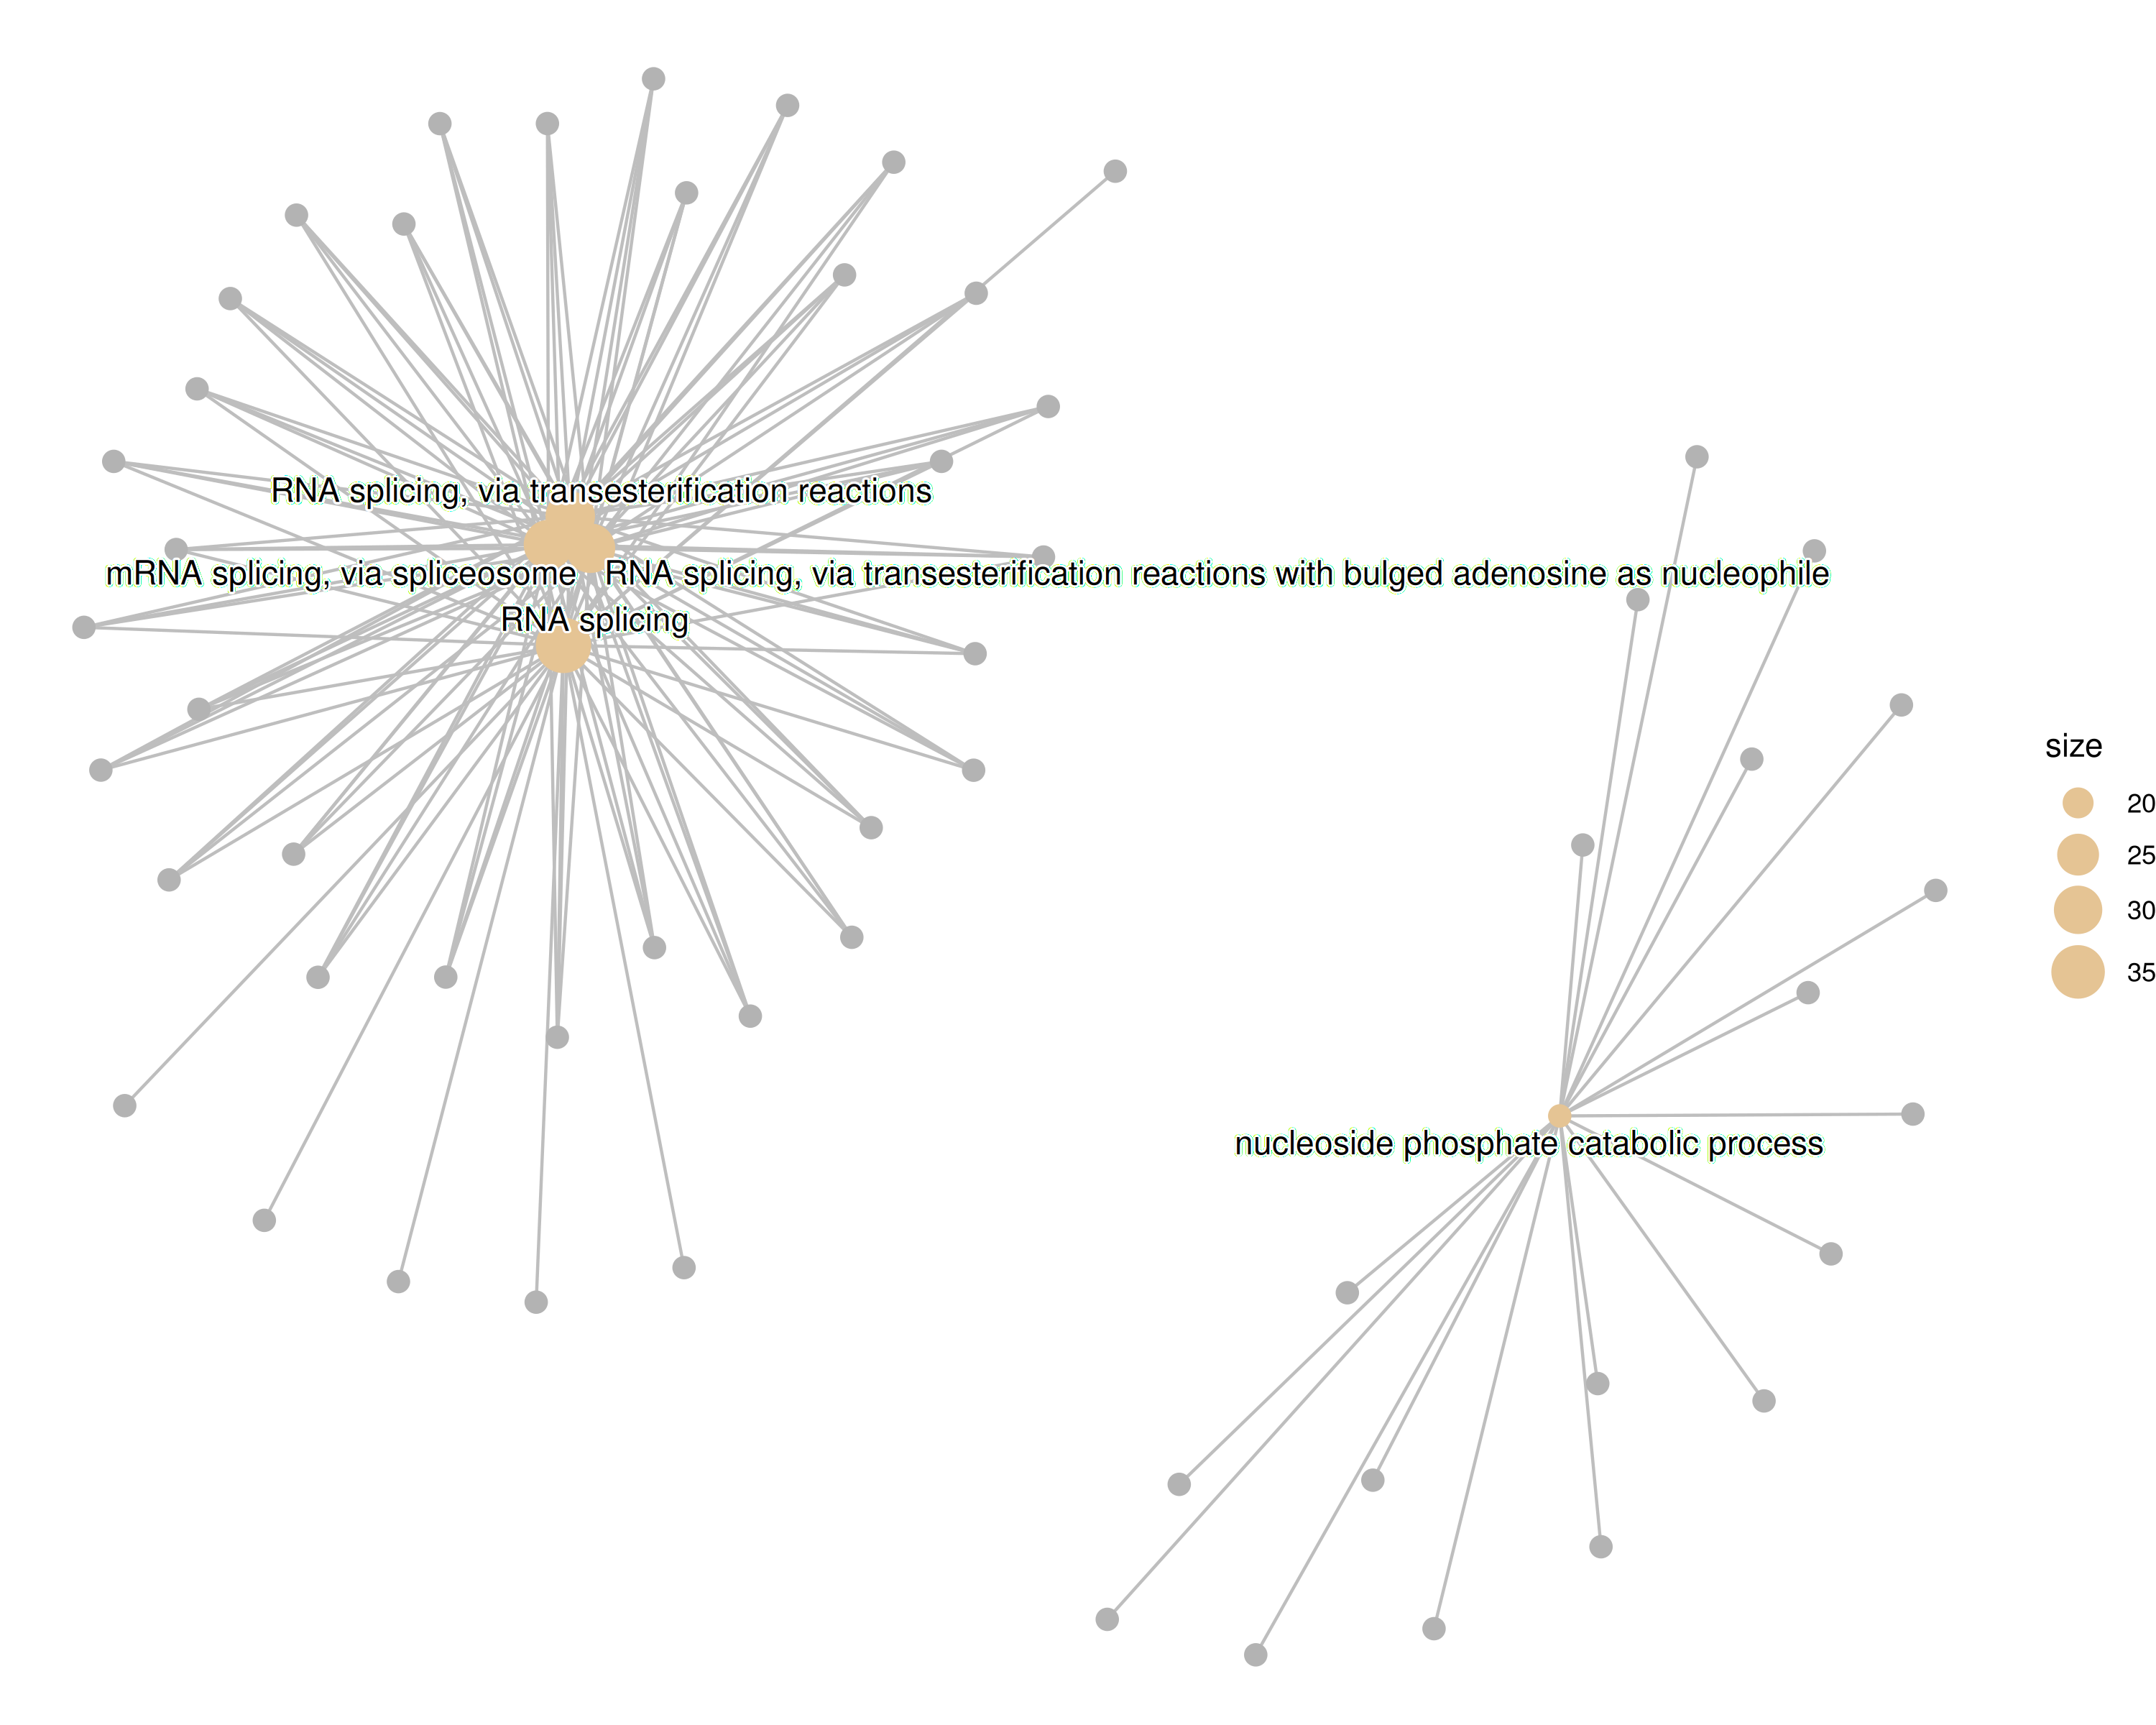 RNA splicing, via transesterification reactions
mRNA splicing, via spliceosome
RNA splicing, via transesterification reactions with bulged adenosine as nucleophile
RNA splicing
nucleoside phosphate catabolic process
size
20
25
30
35